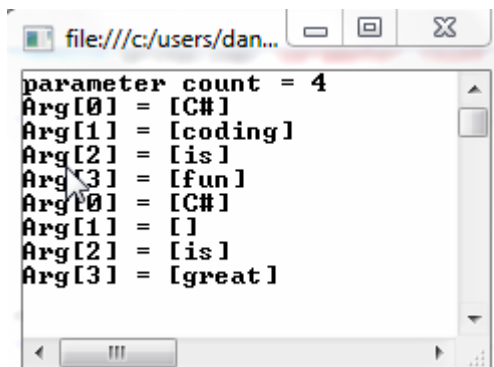 file:///c:/users/dan...
parameter count = 4
Arg[0] = [C#]
Arg[1] = [coding]
Arg[2] = [is]
Arg[3] = [fun]
Arg[0] = [C#]
Arg[1] = []
Arg[2] = [is]
Arg[3] = [great]